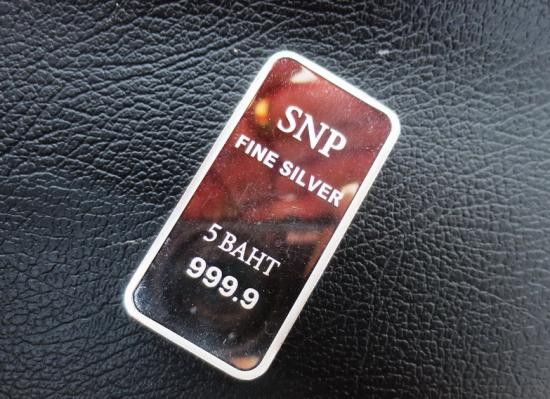 SNP
FINE SILVER
5 BAHT
999.9